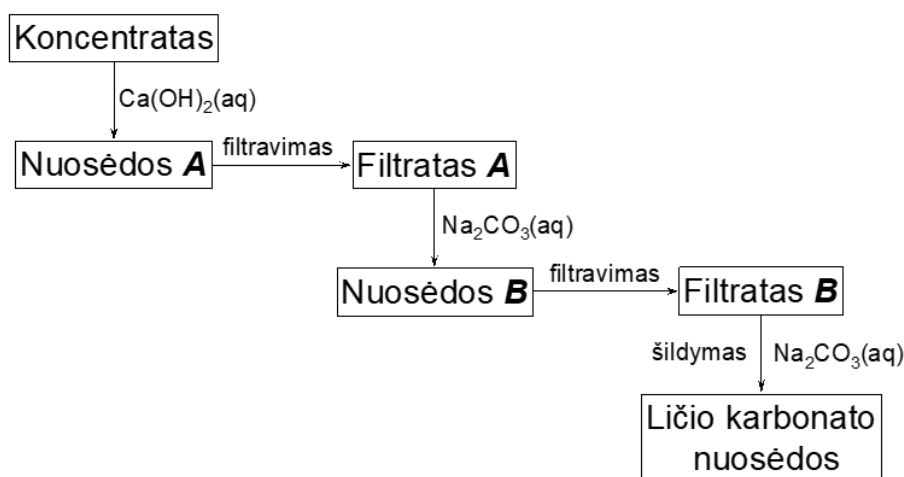 Koncentratas
Ca(OH)₂(aq)
Nuosėdos A
filtravimas
Filtratas A
Na₂CO₃(aq)
Nuosėdos B
filtravimas
Filtratas B
šildymas
Na₂CO₃(aq)
Ličio karbonato
nuosėdos